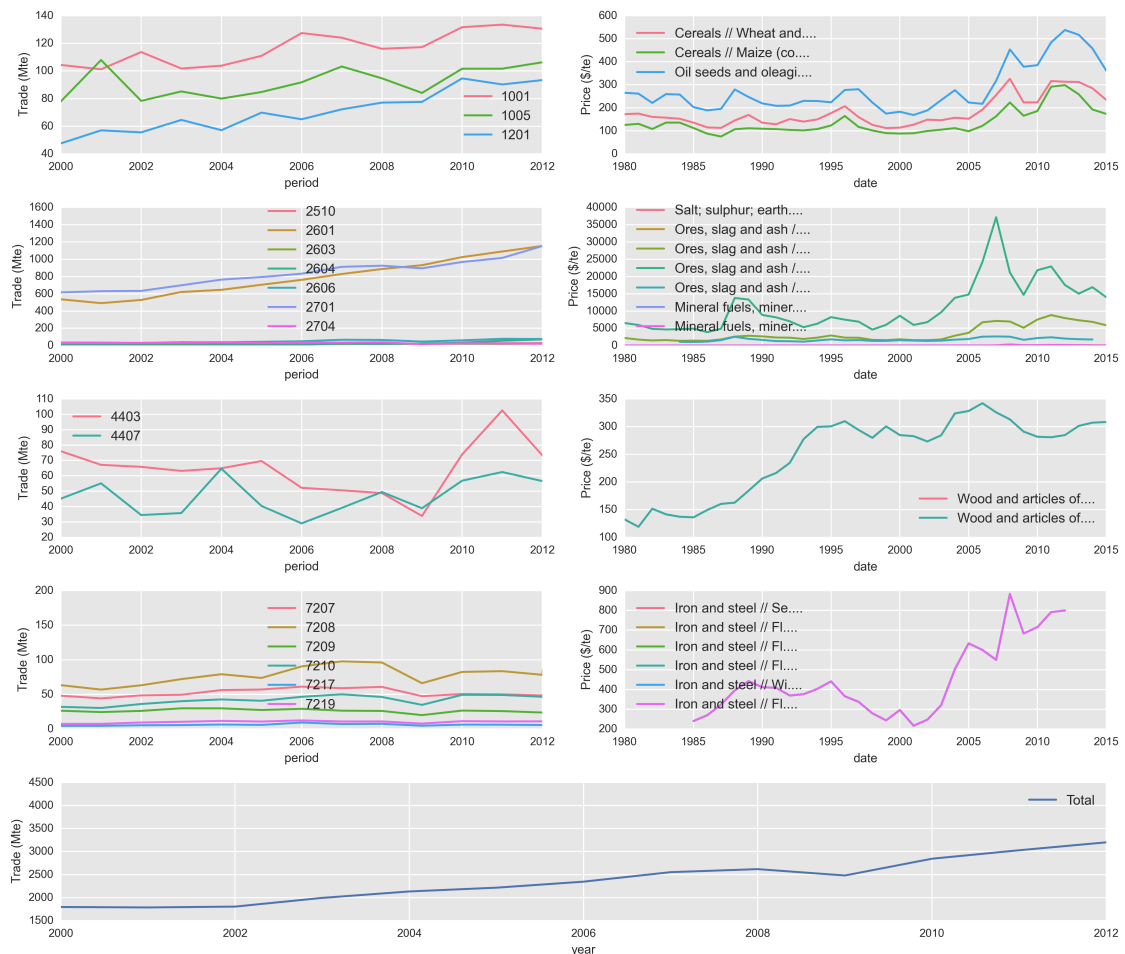 Trade (Mte)
140
120
100
80
60
40
1001
1005
1201
2000 2002 2004 2006 2008 2010 2012
period
Price ($/te)
600
500
400
300
200
100
0
Cereals // Wheat and....
Cereals // Maize (co....
Oil seeds and oleagi....
1980 1985 1990 1995 2000 2005 2010 2015
date
Trade (Mte)
1600
1400
1200
1000
800
600
400
200
0
2510
2601
2603
2604
2606
2701
2704
2000 2002 2004 2006 2008 2010 2012
period
Price ($/te)
40000
35000
30000
25000
20000
15000
10000
5000
0
Salt; sulphur; earth....
Ores, slag and ash /....
Ores, slag and ash /....
Ores, slag and ash /....
Ores, slag and ash /....
Mineral fuels, miner....
Mineral fuels, miner....
1980 1985 1990 1995 2000 2005 2010 2015
date
Trade (Mte)
110
100
90
80
70
60
50
40
30
20
4403
4407
2000 2002 2004 2006 2008 2010 2012
period
Price ($/te)
350
300
250
200
150
100
Wood and articles of....
Wood and articles of....
1980 1985 1990 1995 2000 2005 2010 2015
date
Trade (Mte)
200
150
100
50
0
7207
7208
7209
7210
7217
7219
2000 2002 2004 2006 2008 2010 2012
period
Price ($/te)
900
800
700
600
500
400
300
200
Iron and steel // Se....
Iron and steel // Fl....
Iron and steel // Fl....
Iron and steel // Fl....
Iron and steel // Wi....
Iron and steel // Fl....
1980 1985 1990 1995 2000 2005 2010 2015
date
Trade (Mte)
4500
4000
3500
3000
2500
2000
1500
Total
2000 2002 2004 2006 2008 2010 2012
year